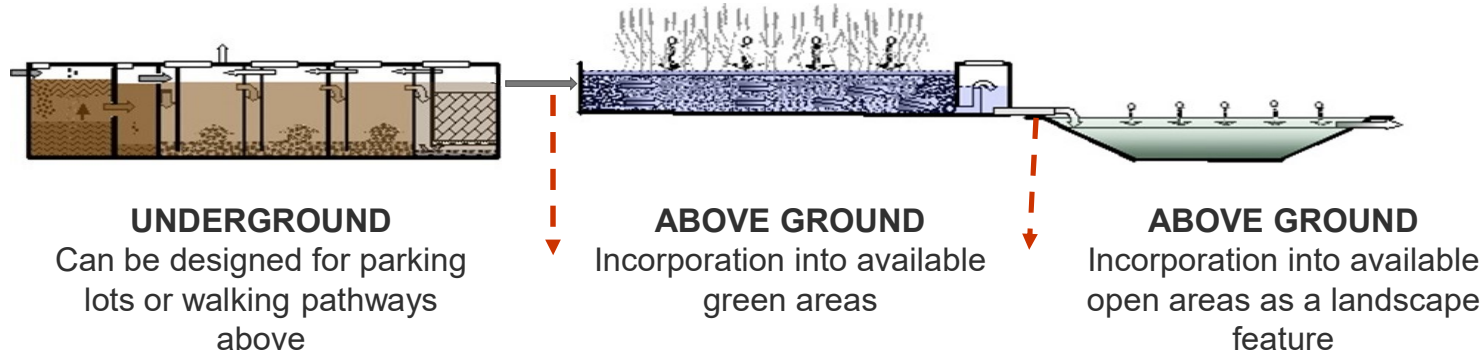 UNDERGROUND
Can be designed for parking
lots or walking pathways
above
ABOVE GROUND
Incorporation into available
green areas
ABOVE GROUND
Incorporation into available
open areas as a landscape
feature